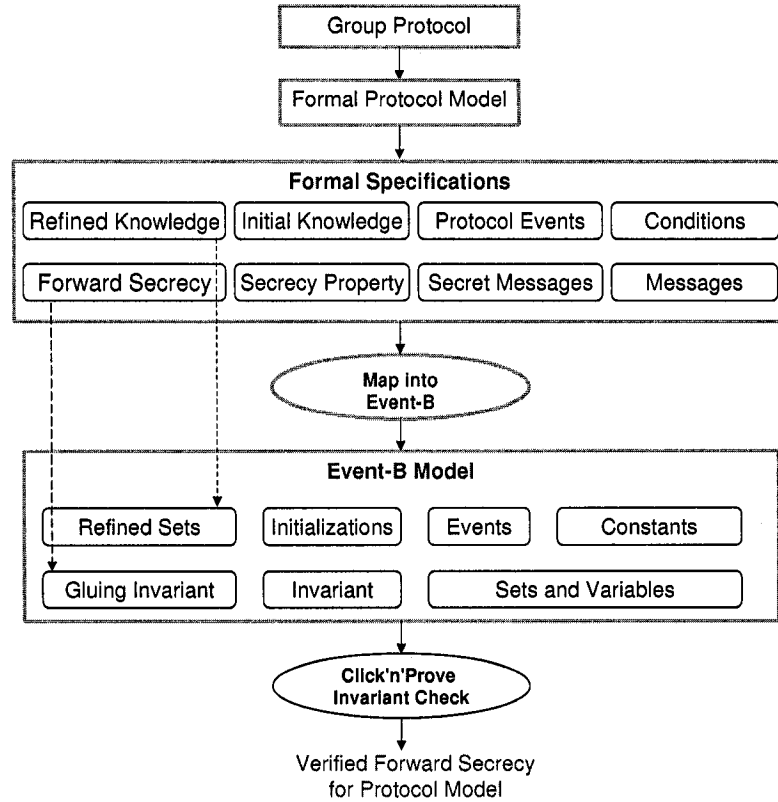 Group Protocol
Formal Protocol Model
Formal Specifications
Refined Knowledge
Initial Knowledge
Protocol Events
Conditions
Forward Secrecy
Secrecy Property
Secret Messages
Messages
Map into
Event-B
Event-B Model
Refined Sets
Initializations
Events
Constants
Gluing Invariant
Invariant
Sets and Variables
Click'n'Prove
Invariant Check
Verified Forward Secrecy
for Protocol Model